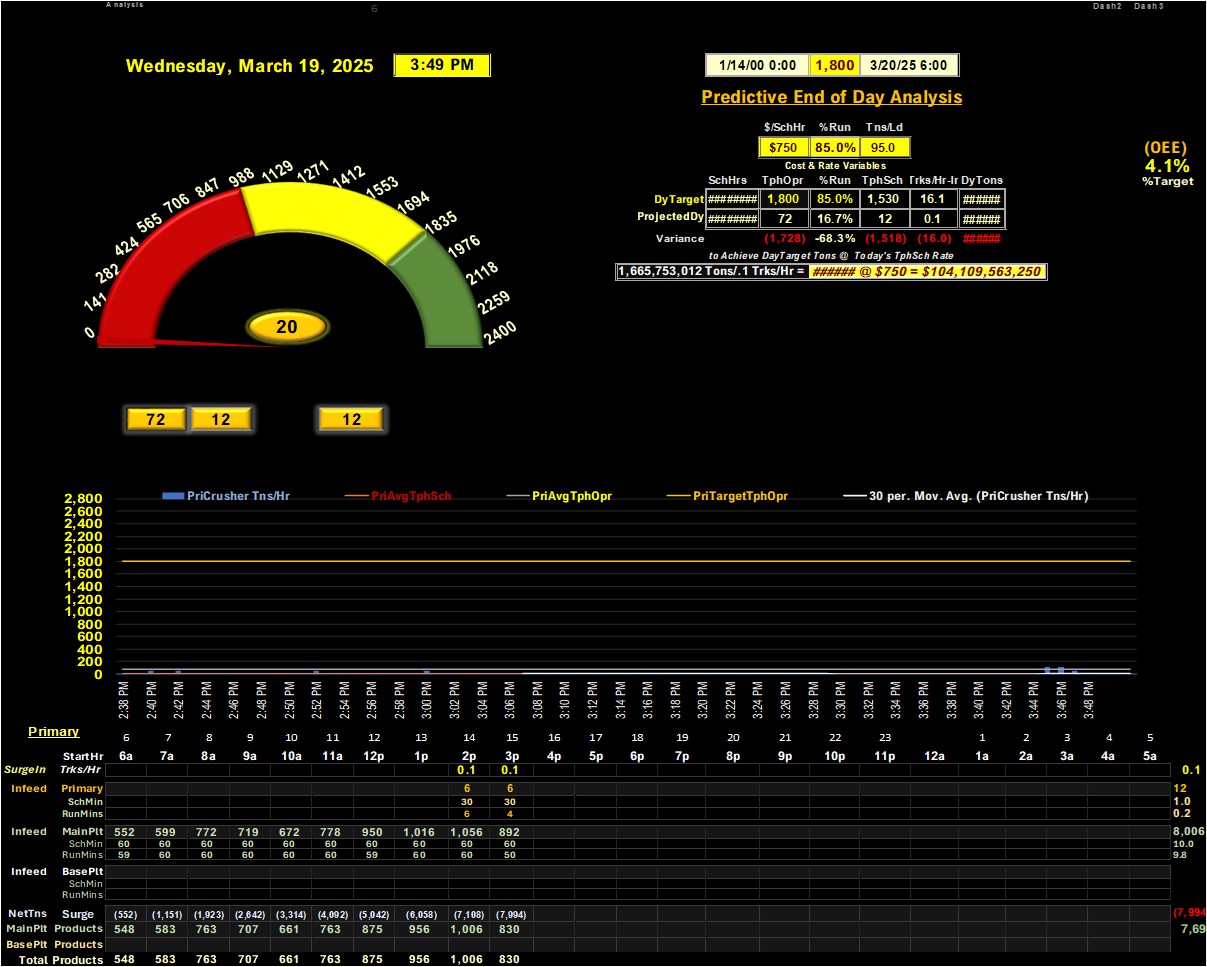 Analysis 6 Dash2 Dash3
Wednesday, March 19, 2025 3:49 PM
1/14/00 0:00 1,800 3/20/25 6:00
Predictive End of Day Analysis
$/SchHr %Run Tns/Ld
$750 85.0% 95.0
Cost & Rate Variables
SchHrs TphOpr %Run TphSch Trks/Hr-Ir DyTons
DyTarget ######## 1,800 85.0% 1,530 16.1 ######
ProjectedDy ######## 72 16.7% 12 0.1 ######
Variance (1,728) -68.3% (1,518) (16.0) ######
to Achieve DayTarget Tons @ Today's TphSch Rate
1,665,753,012 Tons/.1 Trks/Hr = ###### @ $750 = $104,109,563,250
(OEE)
4.1%
%Target
0 141 282 424 565 706 847 988 1129 1271 1412 1553 1694 1835 1976 2118 2259 2400
20
72 12 12
PriCrusher Tns/Hr PriAvgTphSch PriAvgTphOpr PriTargetTphOpr 30 per. Mov. Avg. (PriCrusher Tns/Hr)
2,800
2,600
2,400
2,200
2,000
1,800
1,600
1,400
1,200
1,000
800
600
400
200
0
2:38 PM 2:40 PM 2:42 PM 2:44 PM 2:46 PM 2:48 PM 2:50 PM 2:52 PM 2:54 PM 2:56 PM 2:58 PM 3:00 PM 3:02 PM 3:04 PM 3:06 PM 3:08 PM 3:10 PM 3:12 PM 3:14 PM 3:16 PM 3:18 PM 3:20 PM 3:22 PM 3:24 PM 3:26 PM 3:28 PM 3:30 PM 3:32 PM 3:34 PM 3:36 PM 3:38 PM 3:40 PM 3:42 PM 3:44 PM 3:46 PM 3:48 PM
Primary
6 7 8 9 10 11 12 13 14 15 16 17 18 19 20 21 22 23 1 2 3 4 5
StartHr 6a 7a 8a 9a 10a 11a 12p 1p 2p 3p 4p 5p 6p 7p 8p 9p 10p 11p 12a 1a 2a 3a 4a 5a
SurgeIn Trks/Hr 0.1 0.1 0.1
Infeed Primary 6 6 12
SchMin 30 30 1.0
RunMins 6 4 0.2
Infeed MainPlt 552 599 772 719 672 778 950 1,016 1,056 892 8,006
SchMin 60 60 60 60 60 60 60 60 60 60 10.0
RunMins 59 60 60 60 60 60 59 60 60 50 9.8
Infeed BasePlt
SchMin
RunMins
NetTns Surge (552) (1,151) (1,923) (2,642) (3,314) (4,092) (5,042) (6,058) (7,108) (7,994) (7,994
MainPlt Products 548 583 763 707 661 763 875 956 1,006 830 7,69
BasePlt Products
Total Products 548 583 763 707 661 763 875 956 1,006 830